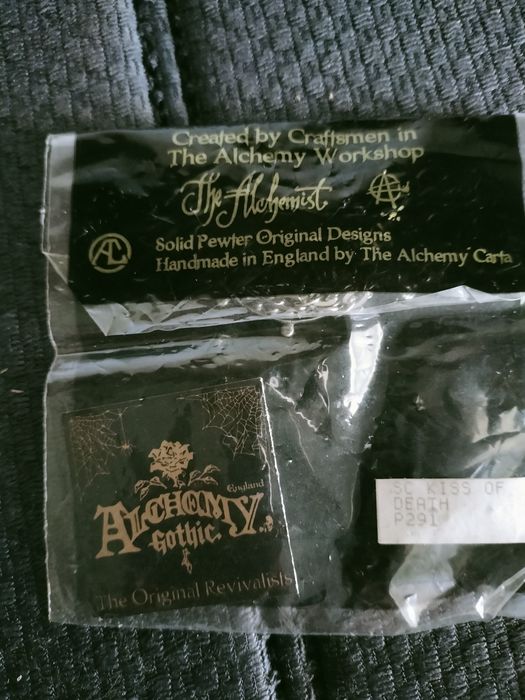 Created by Craftsmen in
The Alchemy Workshop
The Alchemist
Solid Pewter Original Designs
Handmade in England by The Alchemy Carta
England
ALCHEMY
Gothic
The Original Revivalists
SC KISS OF
DEATH
P291